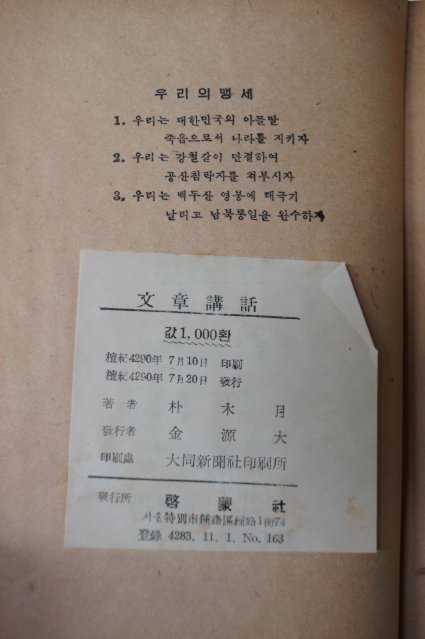 우리의맹세
1. 우리는 대한민국의 아들딸
죽음으로서 나라를 지키자
2. 우리는 강철같이 단결하여
공산침략자를 쳐부시자
3. 우리는 백두산 영봉에 태극기
날리고 남북통일을 완수하자
文章講話
값1,000환
檀紀4290年 7月10日 印刷
檀紀4290年 7月20日 發行
著者 朴木月
發行者 金源大
印刷處 大同新聞社印刷所
發行所 啓蒙社
서울特別市鍾路區鍾路1街74
登錄 4283. 11. 1. No. 163